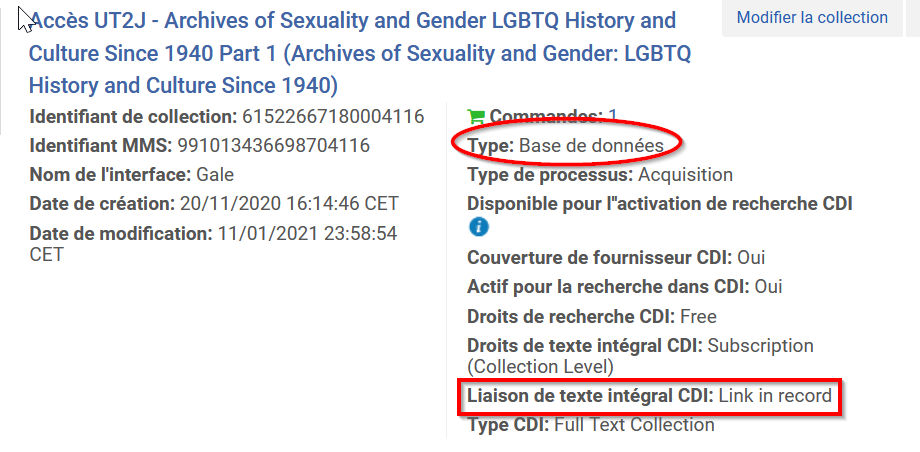 Accès UT2J - Archives of Sexuality and Gender LGBTQ History and
Culture Since 1940 Part 1 (Archives of Sexuality and Gender: LGBTQ
History and Culture Since 1940)
Modifier la collection
Identifiant de collection: 61522667180004116
Identifiant MMS: 991013436698704116
Nom de l'interface: Gale
Date de création: 20/11/2020 16:14:46 CET
Date de modification: 11/01/2021 23:58:54
CET
Commandes: 1
Type: Base de données
Type de processus: Acquisition
Disponible pour l"activation de recherche CDI
i
Couverture de fournisseur CDI: Oui
Actif pour la recherche dans CDI: Oui
Droits de recherche CDI: Free
Droits de texte intégral CDI: Subscription
(Collection Level)
Liaison de texte intégral CDI: Link in record
Type CDI: Full Text Collection